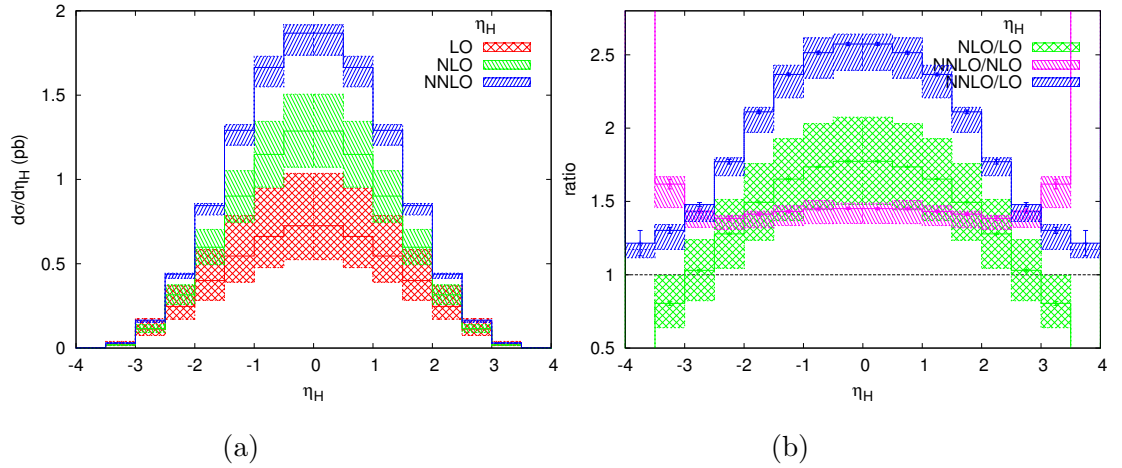 η_H
LO
NLO
NNLO
dσ/dη_H (pb)
2
1.5
1
0.5
0
-4 -3 -2 -1 0 1 2 3 4
η_H
(a)
η_H
NLO/LO
NNLO/NLO
NNLO/LO
ratio
2.5
2
1.5
1
0.5
-4 -3 -2 -1 0 1 2 3 4
η_H
(b)